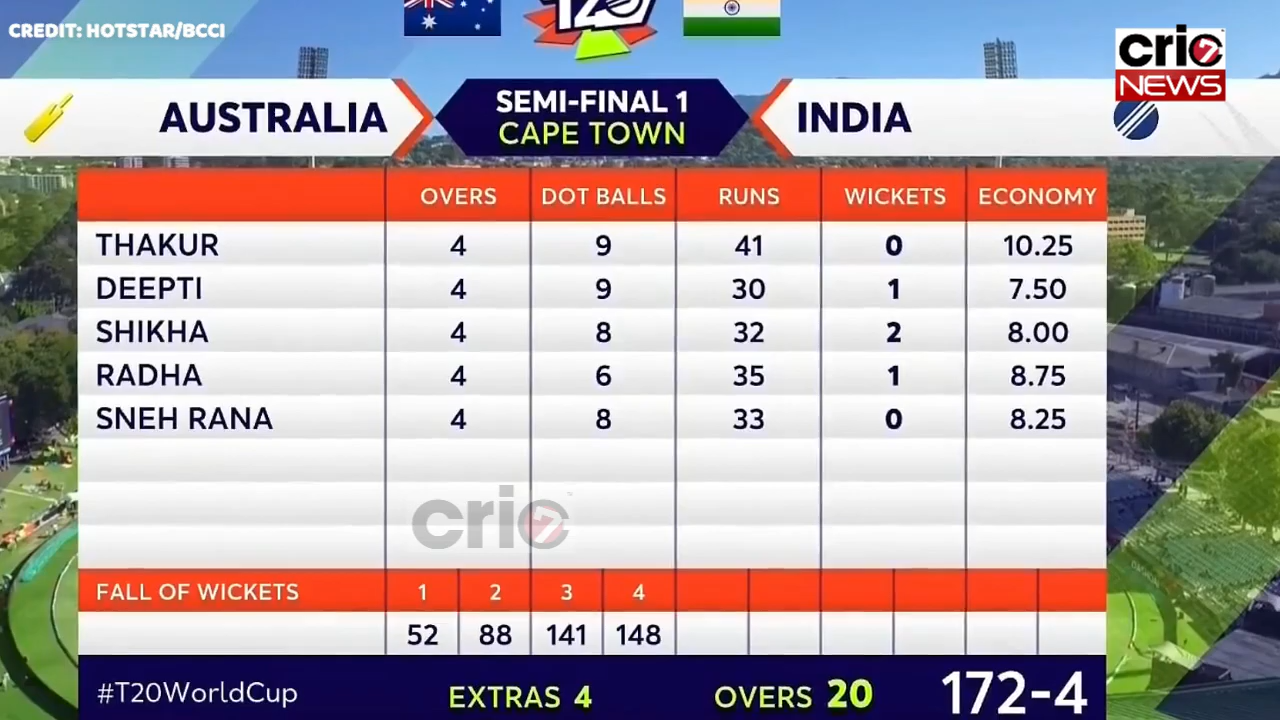 CREDIT: HOTSTAR/BCCI
T20
cric7
NEWS
AUSTRALIA
SEMI-FINAL 1
CAPE TOWN
INDIA
OVERS DOT BALLS RUNS WICKETS ECONOMY
THAKUR 4 9 41 0 10.25
DEEPTI 4 9 30 1 7.50
SHIKHA 4 8 32 2 8.00
RADHA 4 6 35 1 8.75
SNEH RANA 4 8 33 0 8.25
cric7
FALL OF WICKETS 1 2 3 4
52 88 141 148
#T20WorldCup EXTRAS 4 OVERS 20 172-4